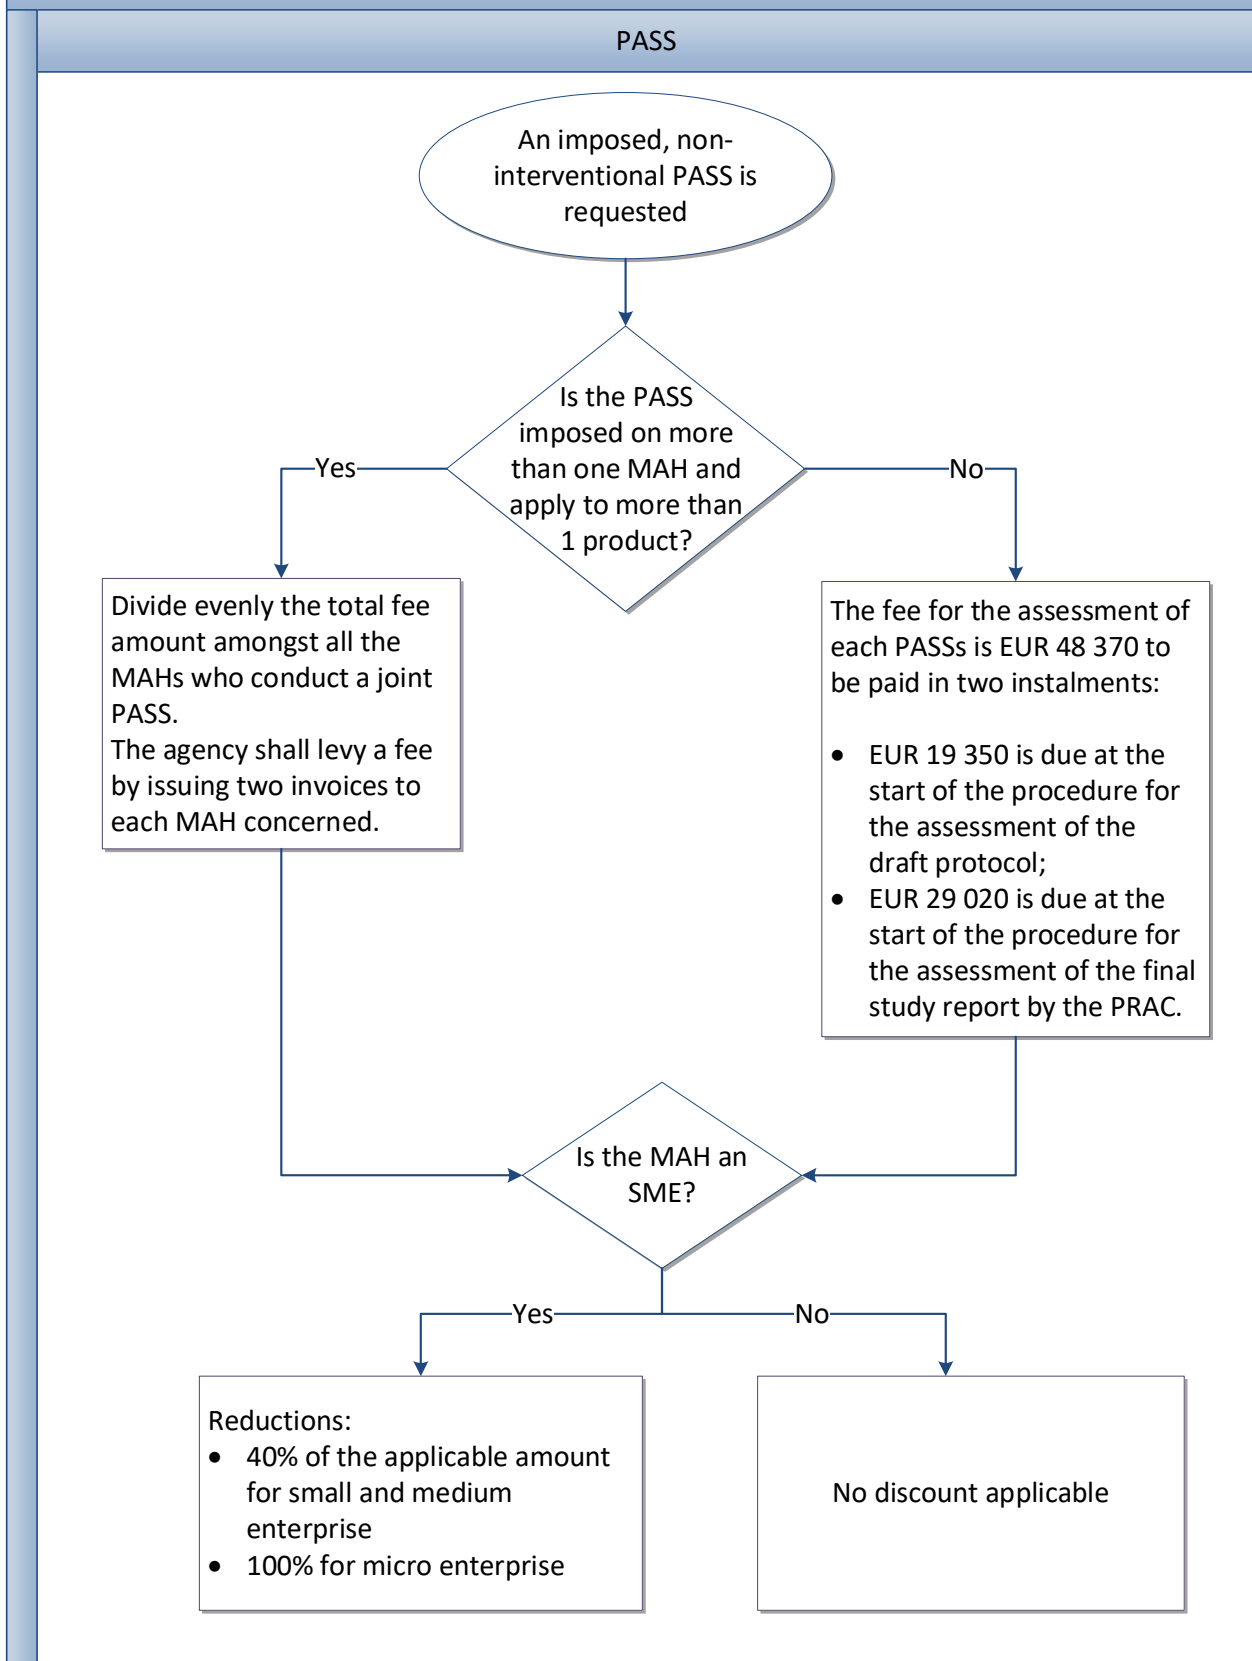 PASS
An imposed, non-
interventional PASS is
requested
Is the PASS
imposed on more
than one MAH and
apply to more than
1 product?
Yes
No
Divide evenly the total fee
amount amongst all the
MAHs who conduct a joint
PASS.
The agency shall levy a fee
by issuing two invoices to
each MAH concerned.
The fee for the assessment of
each PASSs is EUR 48 370 to
be paid in two instalments:
• EUR 19 350 is due at the
start of the procedure for
the assessment of the
draft protocol;
• EUR 29 020 is due at the
start of the procedure for
the assessment of the final
study report by the PRAC.
Is the MAH an
SME?
Yes
No
Reductions:
• 40% of the applicable amount
for small and medium
enterprise
• 100% for micro enterprise
No discount applicable